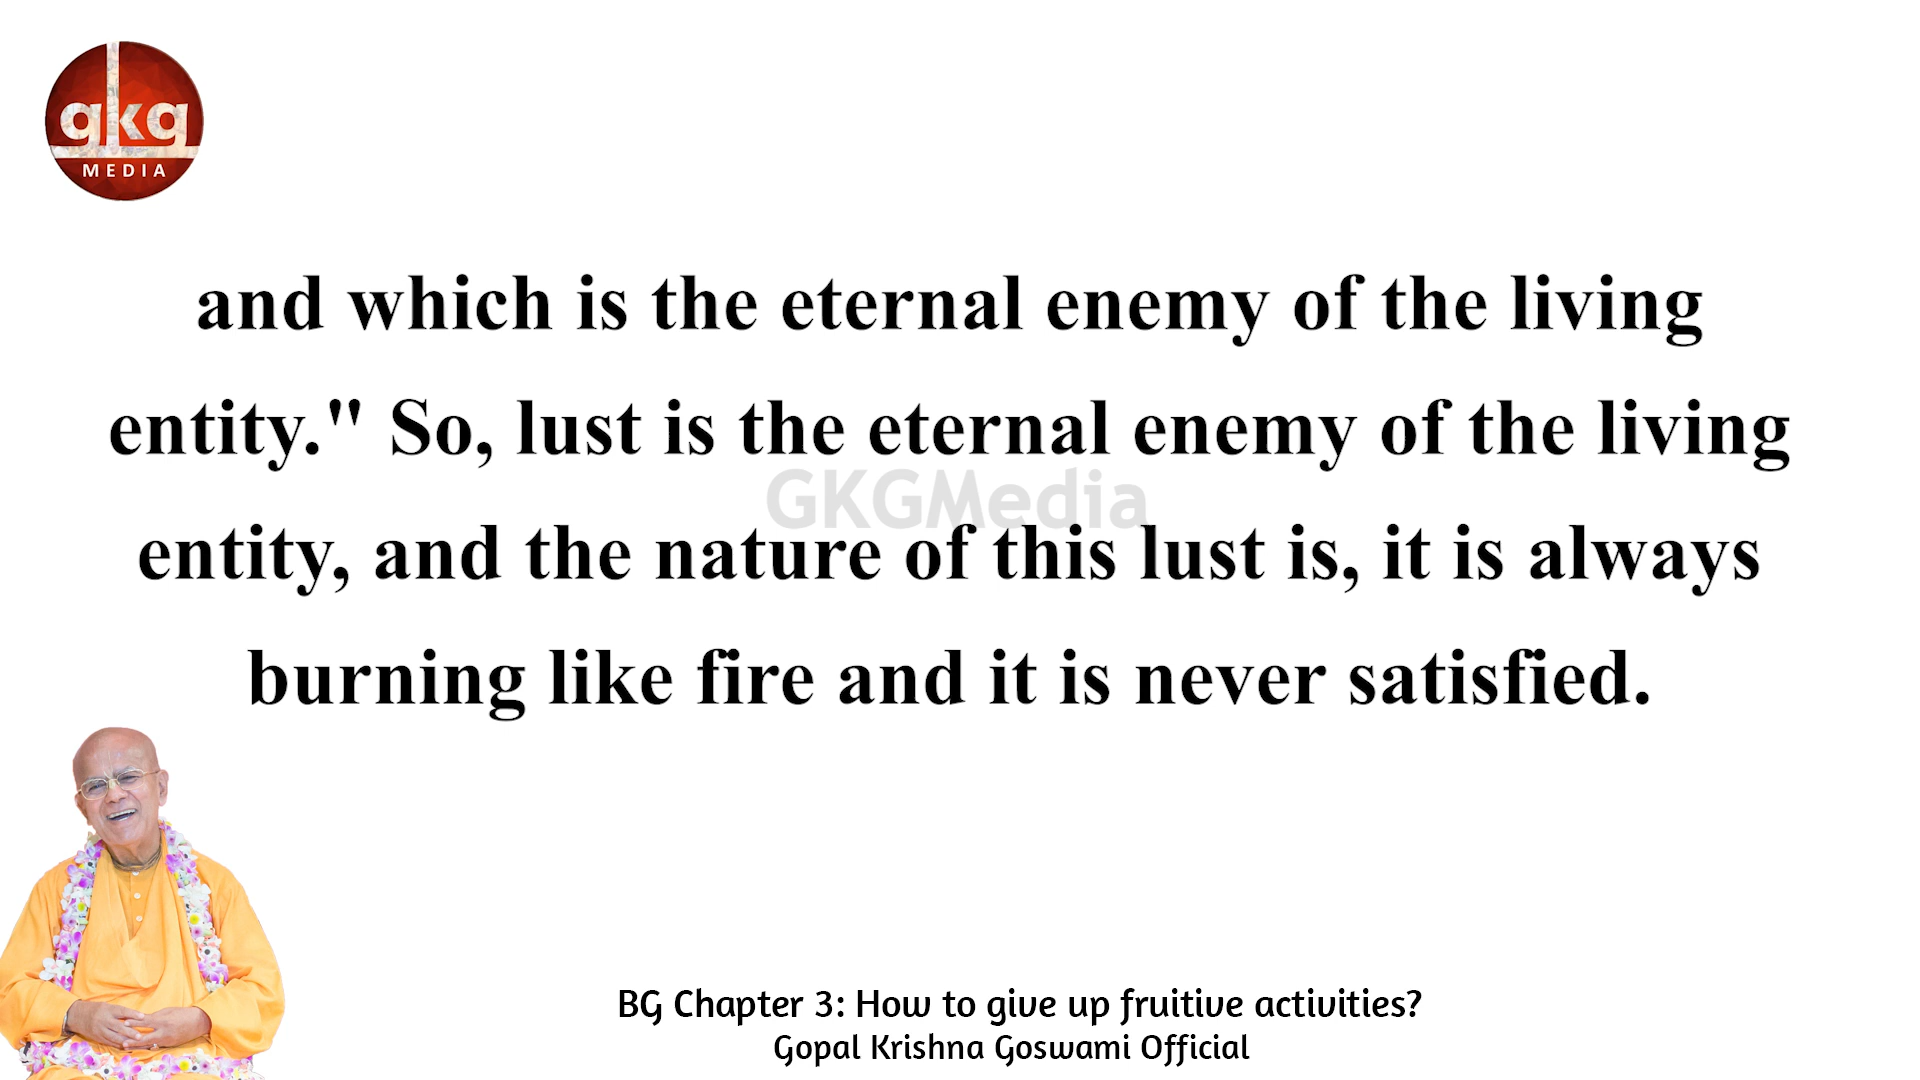 gkg
MEDIA
and which is the eternal enemy of the living
entity." So, lust is the eternal enemy of the living
GKGMedia
entity, and the nature of this lust is, it is always
burning like fire and it is never satisfied.
BG Chapter 3: How to give up fruitive activities?
Gopal Krishna Goswami Official